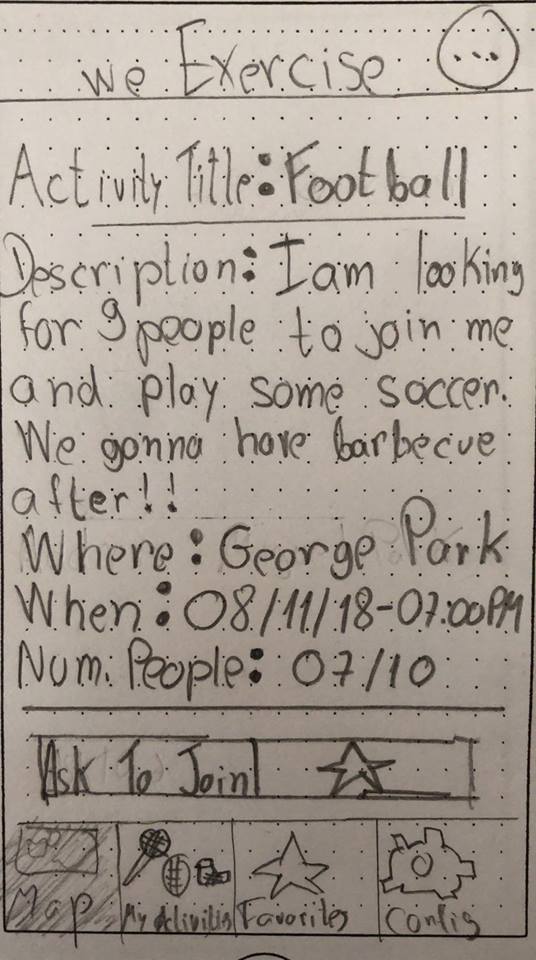 we Exercise
Activity Title: Football
Description: I am looking
for 9 people to join me
and play some soccer.
We gonna have barbecue
after!!
Where: George Park
When: 08/11/18-07:00PM
Num. People: 07/10
Ask To Join!
Map
My Activities
Favorites
Config